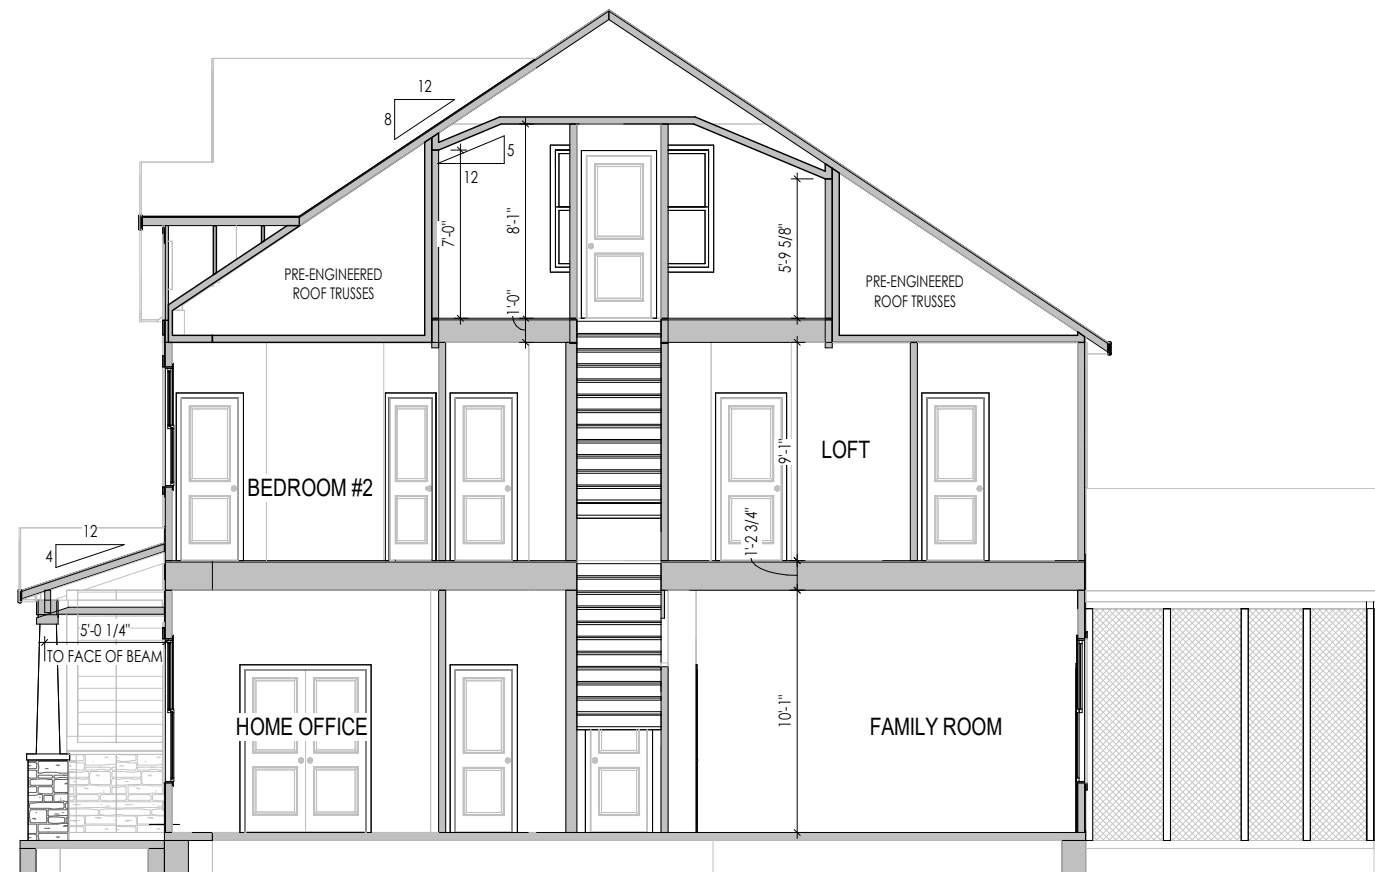 12
8
5
12
7'-0"
8'-1"
1'-0"
5'-9 5/8"
PRE-ENGINEERED
ROOF TRUSSES
PRE-ENGINEERED
ROOF TRUSSES
BEDROOM #2
LOFT
9'-1"
1'-2 3/4"
12
4
5'-0 1/4"
TO FACE OF BEAM
HOME OFFICE
10'-1"
FAMILY ROOM